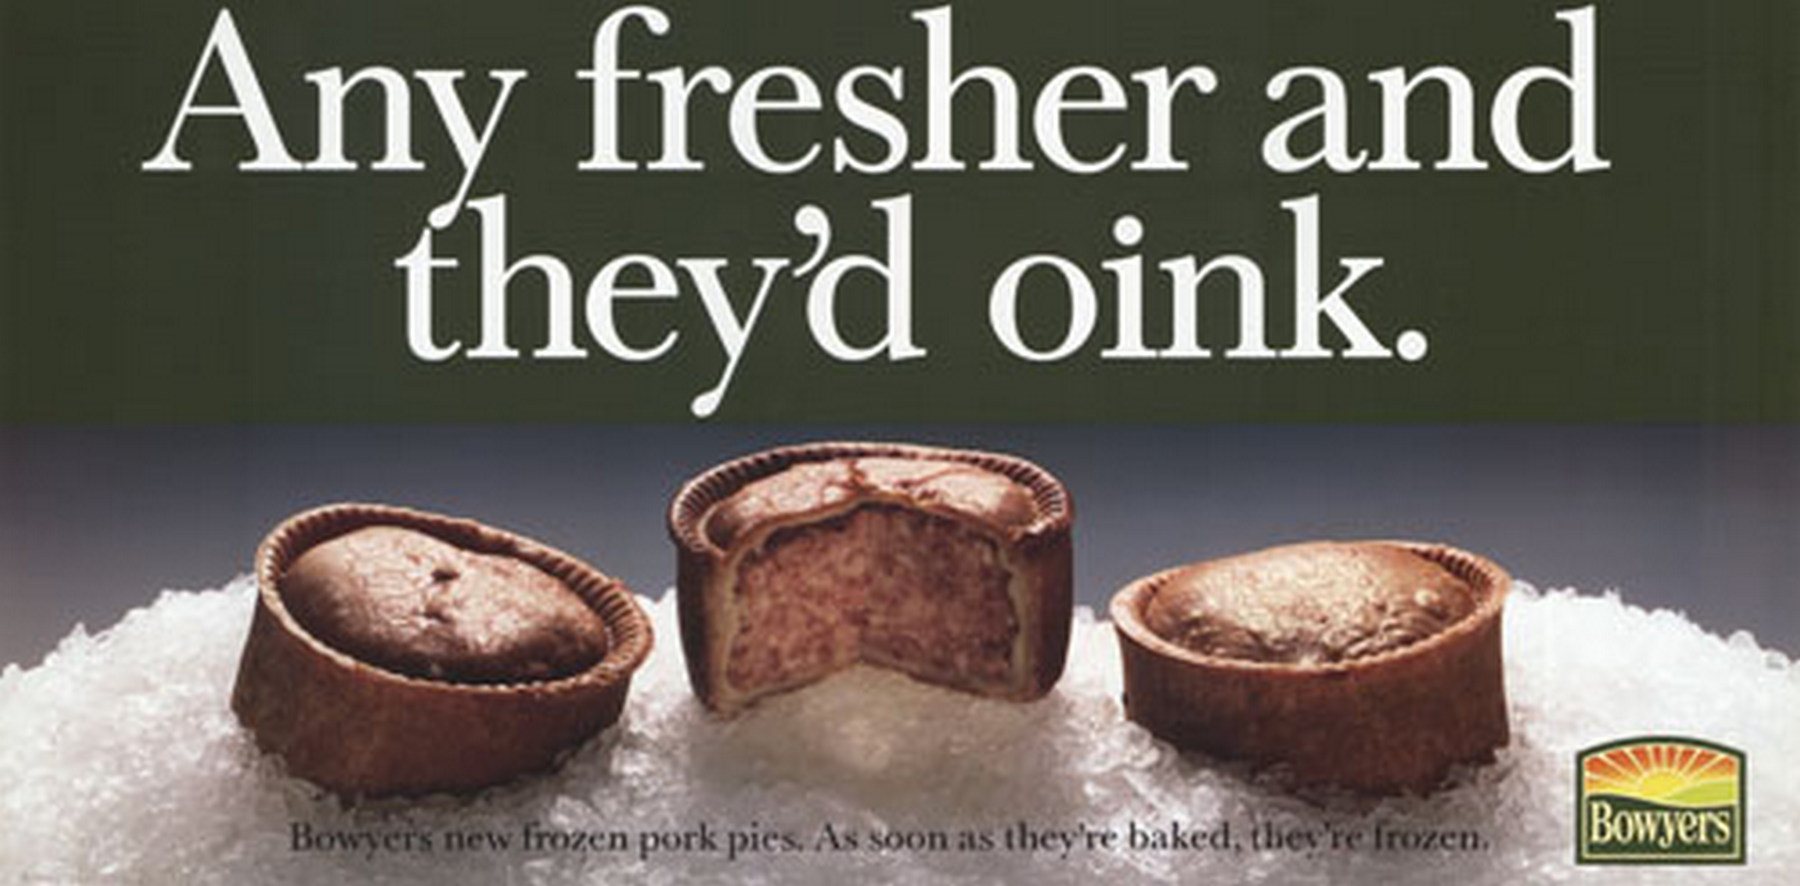 Any fresher and
they'd oink.
Bowyers new frozen pork pies. As soon as they're baked, they're frozen.
Bowyers